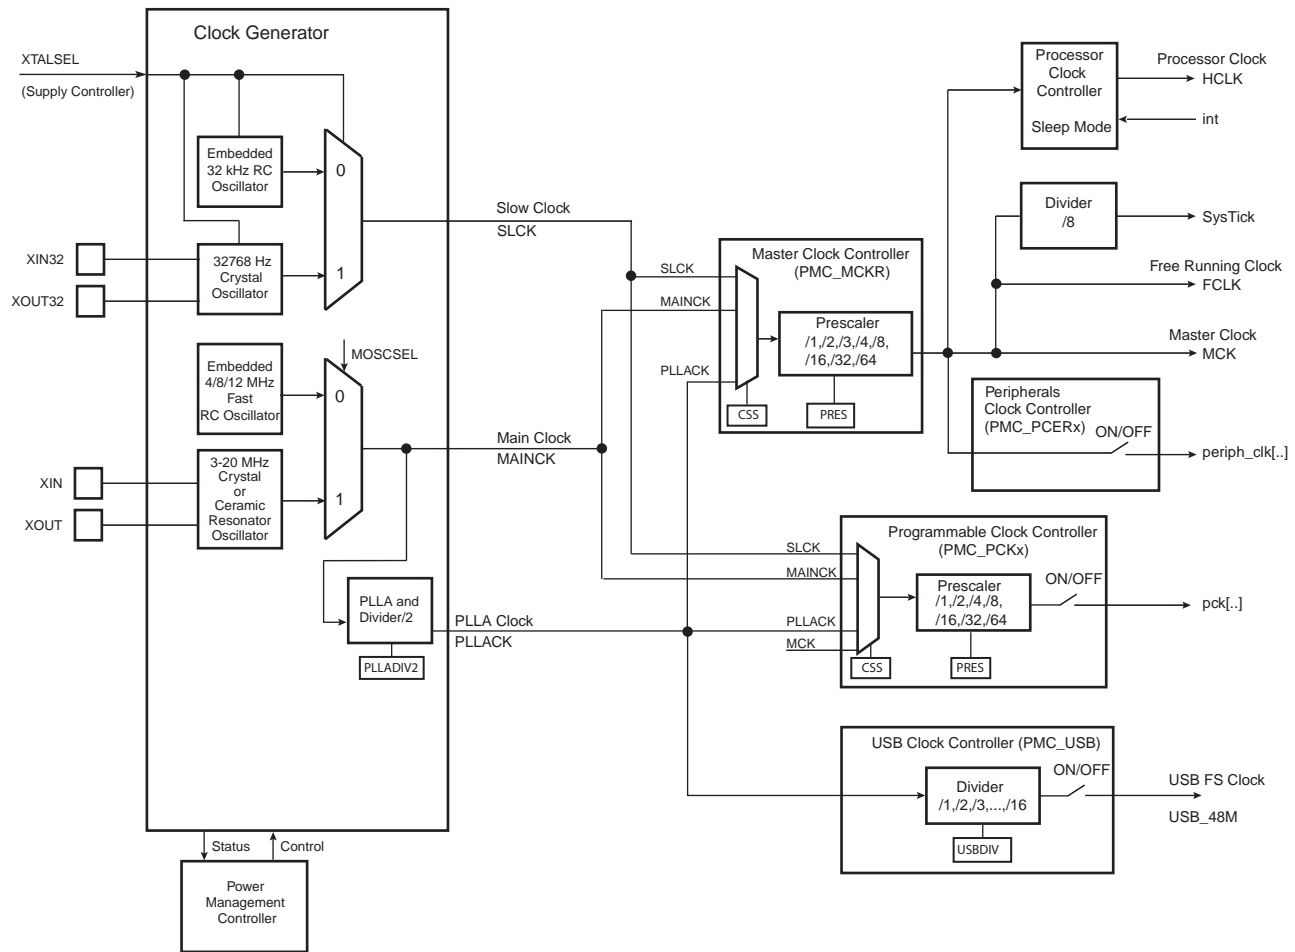 Clock Generator
XTALSEL
(Supply Controller)
Embedded
32 kHz RC
Oscillator
0
XIN32
XOUT32
32768 Hz
Crystal
Oscillator
1
Slow Clock
SLCK
MOSCSEL
Embedded
4/8/12 MHz
Fast
RC Oscillator
0
XIN
XOUT
3-20 MHz
Crystal
or
Ceramic
Resonator
Oscillator
1
Main Clock
MAINCK
PLLA and
Divider/2
PLLADIV2
PLLA Clock
PLLACK
Status
Control
Power
Management
Controller
Master Clock Controller
(PMC_MCKR)
SLCK
MAINCK
PLLACK
Prescaler
/1,/2,/3,/4,/8,
/16,/32,/64
CSS
PRES
Processor
Clock
Controller
Sleep Mode
Processor Clock
HCLK
int
Divider
/8
SysTick
Free Running Clock
FCLK
Master Clock
MCK
Peripherals
Clock Controller
(PMC_PCERx)
ON/OFF
periph_clk[..]
Programmable Clock Controller
(PMC_PCKx)
SLCK
MAINCK
PLLACK
MCK
Prescaler
/1,/2,/4,/8,
/16,/32,/64
ON/OFF
CSS
PRES
pck[..]
USB Clock Controller (PMC_USB)
Divider
/1,/2,/3,...,/16
ON/OFF
USBDIV
USB FS Clock
USB_48M